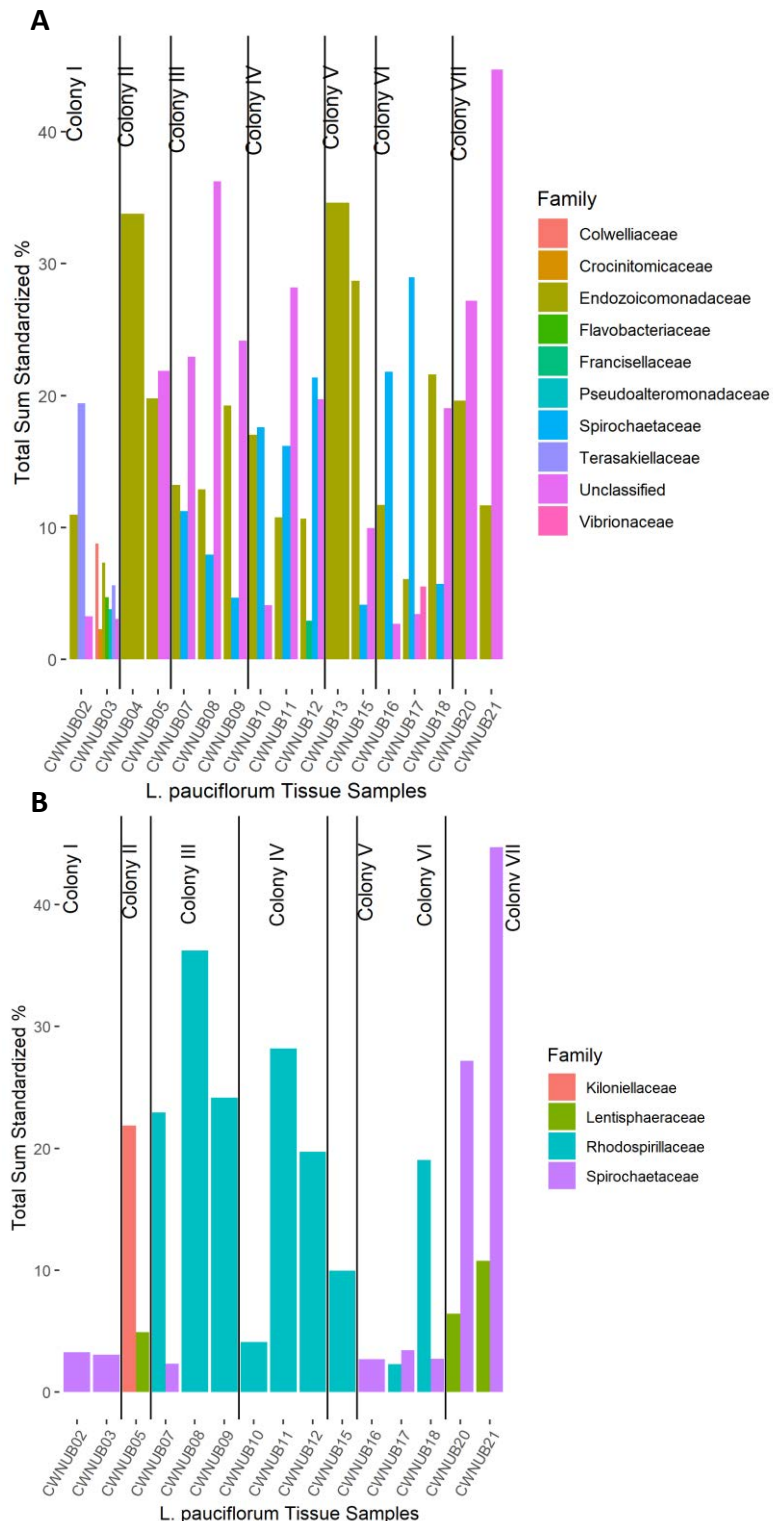 A
Colony I
Colony II
Colony III
Colony IV
Colony V
Colony VI
Colony VII
Total Sum Standardized %
40
30
20
10
0
CWNUB02
CWNUB03
CWNUB04
CWNUB05
CWNUB07
CWNUB08
CWNUB09
CWNUB10
CWNUB11
CWNUB12
CWNUB13
CWNUB15
CWNUB16
CWNUB17
CWNUB18
CWNUB20
CWNUB21
L. pauciflorum Tissue Samples
Family
Colwelliaceae
Crocinitomicaceae
Endozoicomonadaceae
Flavobacteriaceae
Francisellaceae
Pseudoalteromonadaceae
Spirochaetaceae
Terasakiellaceae
Unclassified
Vibrionaceae
B
Colony I
Colony II
Colony III
Colony IV
Colony V
Colony VI
Colony VII
Total Sum Standardized %
40
30
20
10
0
CWNUB02
CWNUB03
CWNUB05
CWNUB07
CWNUB08
CWNUB09
CWNUB10
CWNUB11
CWNUB12
CWNUB15
CWNUB16
CWNUB17
CWNUB18
CWNUB20
CWNUB21
L. pauciflorum Tissue Samples
Family
Kiloniellaceae
Lentisphaeraceae
Rhodospirillaceae
Spirochaetaceae